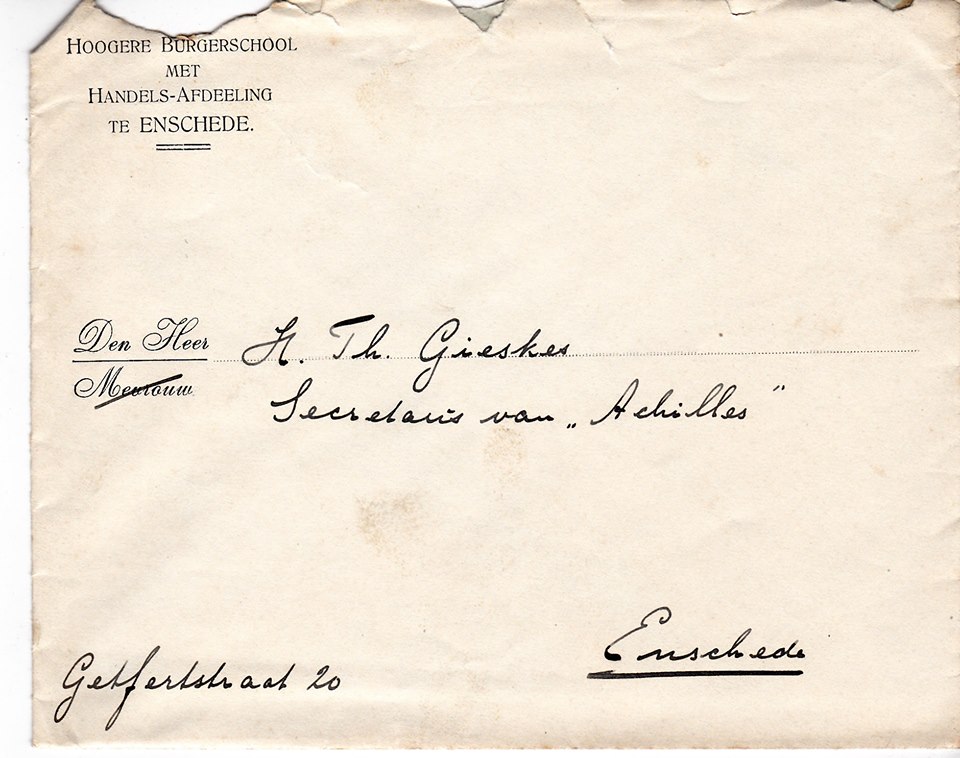 HOOGERE BURGERSCHOOL
MET
HANDELS-AFDEELING
TE ENSCHEDE.
Den Heer H. Th. Gieskes
Mevrouw
Secretaris van „Achilles”
Getfertstraat 20
Enschede